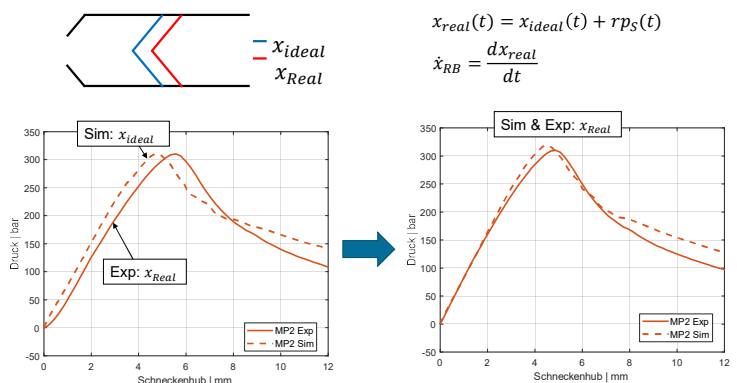 x_ideal
x_Real
x_real(t) = x_ideal(t) + rp_S(t)
ẋ_RB = dx_real / dt
Sim: x_ideal
Exp: x_Real
350
300
250
200
150
100
50
0
-50
0 2 4 6 8 10 12
Druck | bar
Schneckenhub | mm
MP2 Exp
MP2 Sim
Sim & Exp: x_Real
350
300
250
200
150
100
50
0
-50
0 2 4 6 8 10 12
Druck | bar
Schneckenhub | mm
MP2 Exp
MP2 Sim